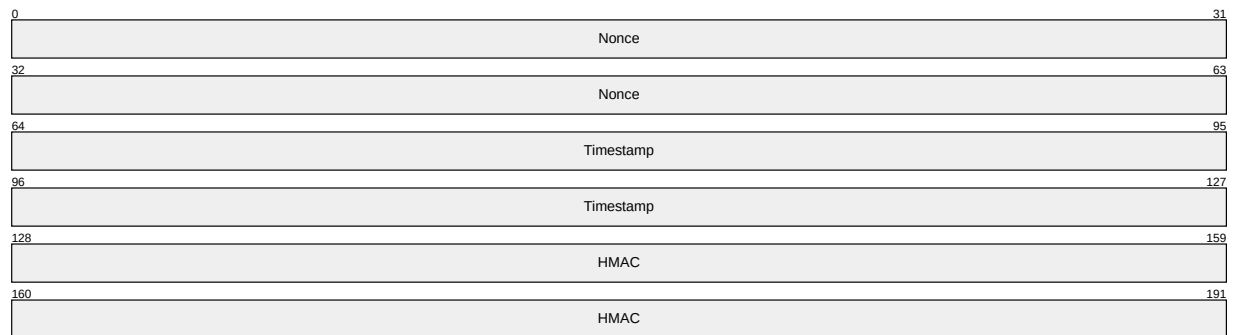 0 31
Nonce
32 63
Nonce
64 95
Timestamp
96 127
Timestamp
128 159
HMAC
160 191
HMAC